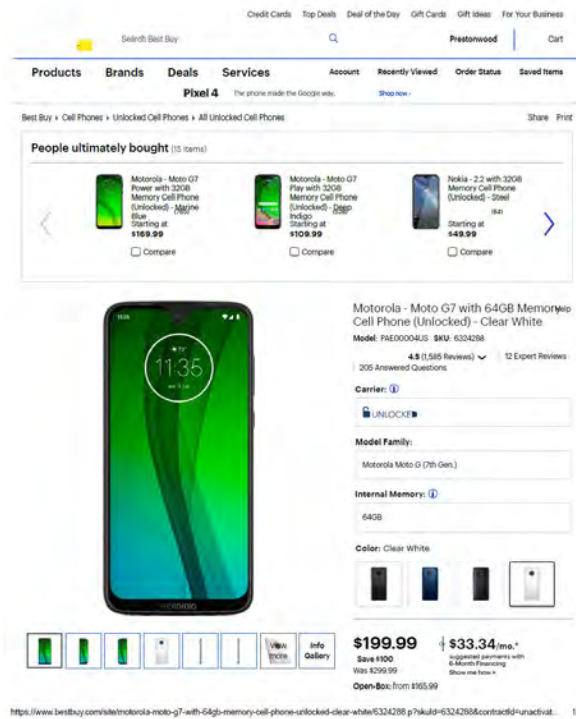 Credit Cards Top Deals Deal of the Day Gift Cards Gift Ideas For Your Business
Search Best Buy
Prestonwood
Cart
Products Brands Deals Services
Account Recently Viewed Order Status Saved Items
Pixel 4 The phone made the Google way. Shop now ›
Best Buy › Cell Phones › Unlocked Cell Phones › All Unlocked Cell Phones
Share Print
People ultimately bought (15 items)
Motorola - Moto G7
Power with 32GB
Memory Cell Phone
(Unlocked) - Marine
Blue
Starting at
$169.99
Compare
Motorola - Moto G7
Play with 32GB
Memory Cell Phone
(Unlocked) - Deep
Indigo
Starting at
$109.99
Compare
Nokia - 2.2 with 32GB
Memory Cell Phone
(Unlocked) - Steel
(84)
Starting at
$49.99
Compare
11:35
11:35
Motorola - Moto G7 with 64GB Memory
Cell Phone (Unlocked) - Clear White
Model: PAE00004US SKU: 6324288
4.5 (1,585 Reviews) 12 Expert Reviews
205 Answered Questions
Carrier:
UNLOCKED
Model Family:
Motorola Moto G (7th Gen.)
Internal Memory:
64GB
Color: Clear White
View
more
Info
Gallery
$199.99
Save $100
Was $299.99
Open-Box: from $165.99
$33.34/mo.*
suggested payments with
6-Month Financing
Show me how ›
https://www.bestbuy.com/site/motorola-moto-g7-with-64gb-memory-cell-phone-unlocked-clear-white/6324288.p?skuId=6324288&contractId=unactivat...